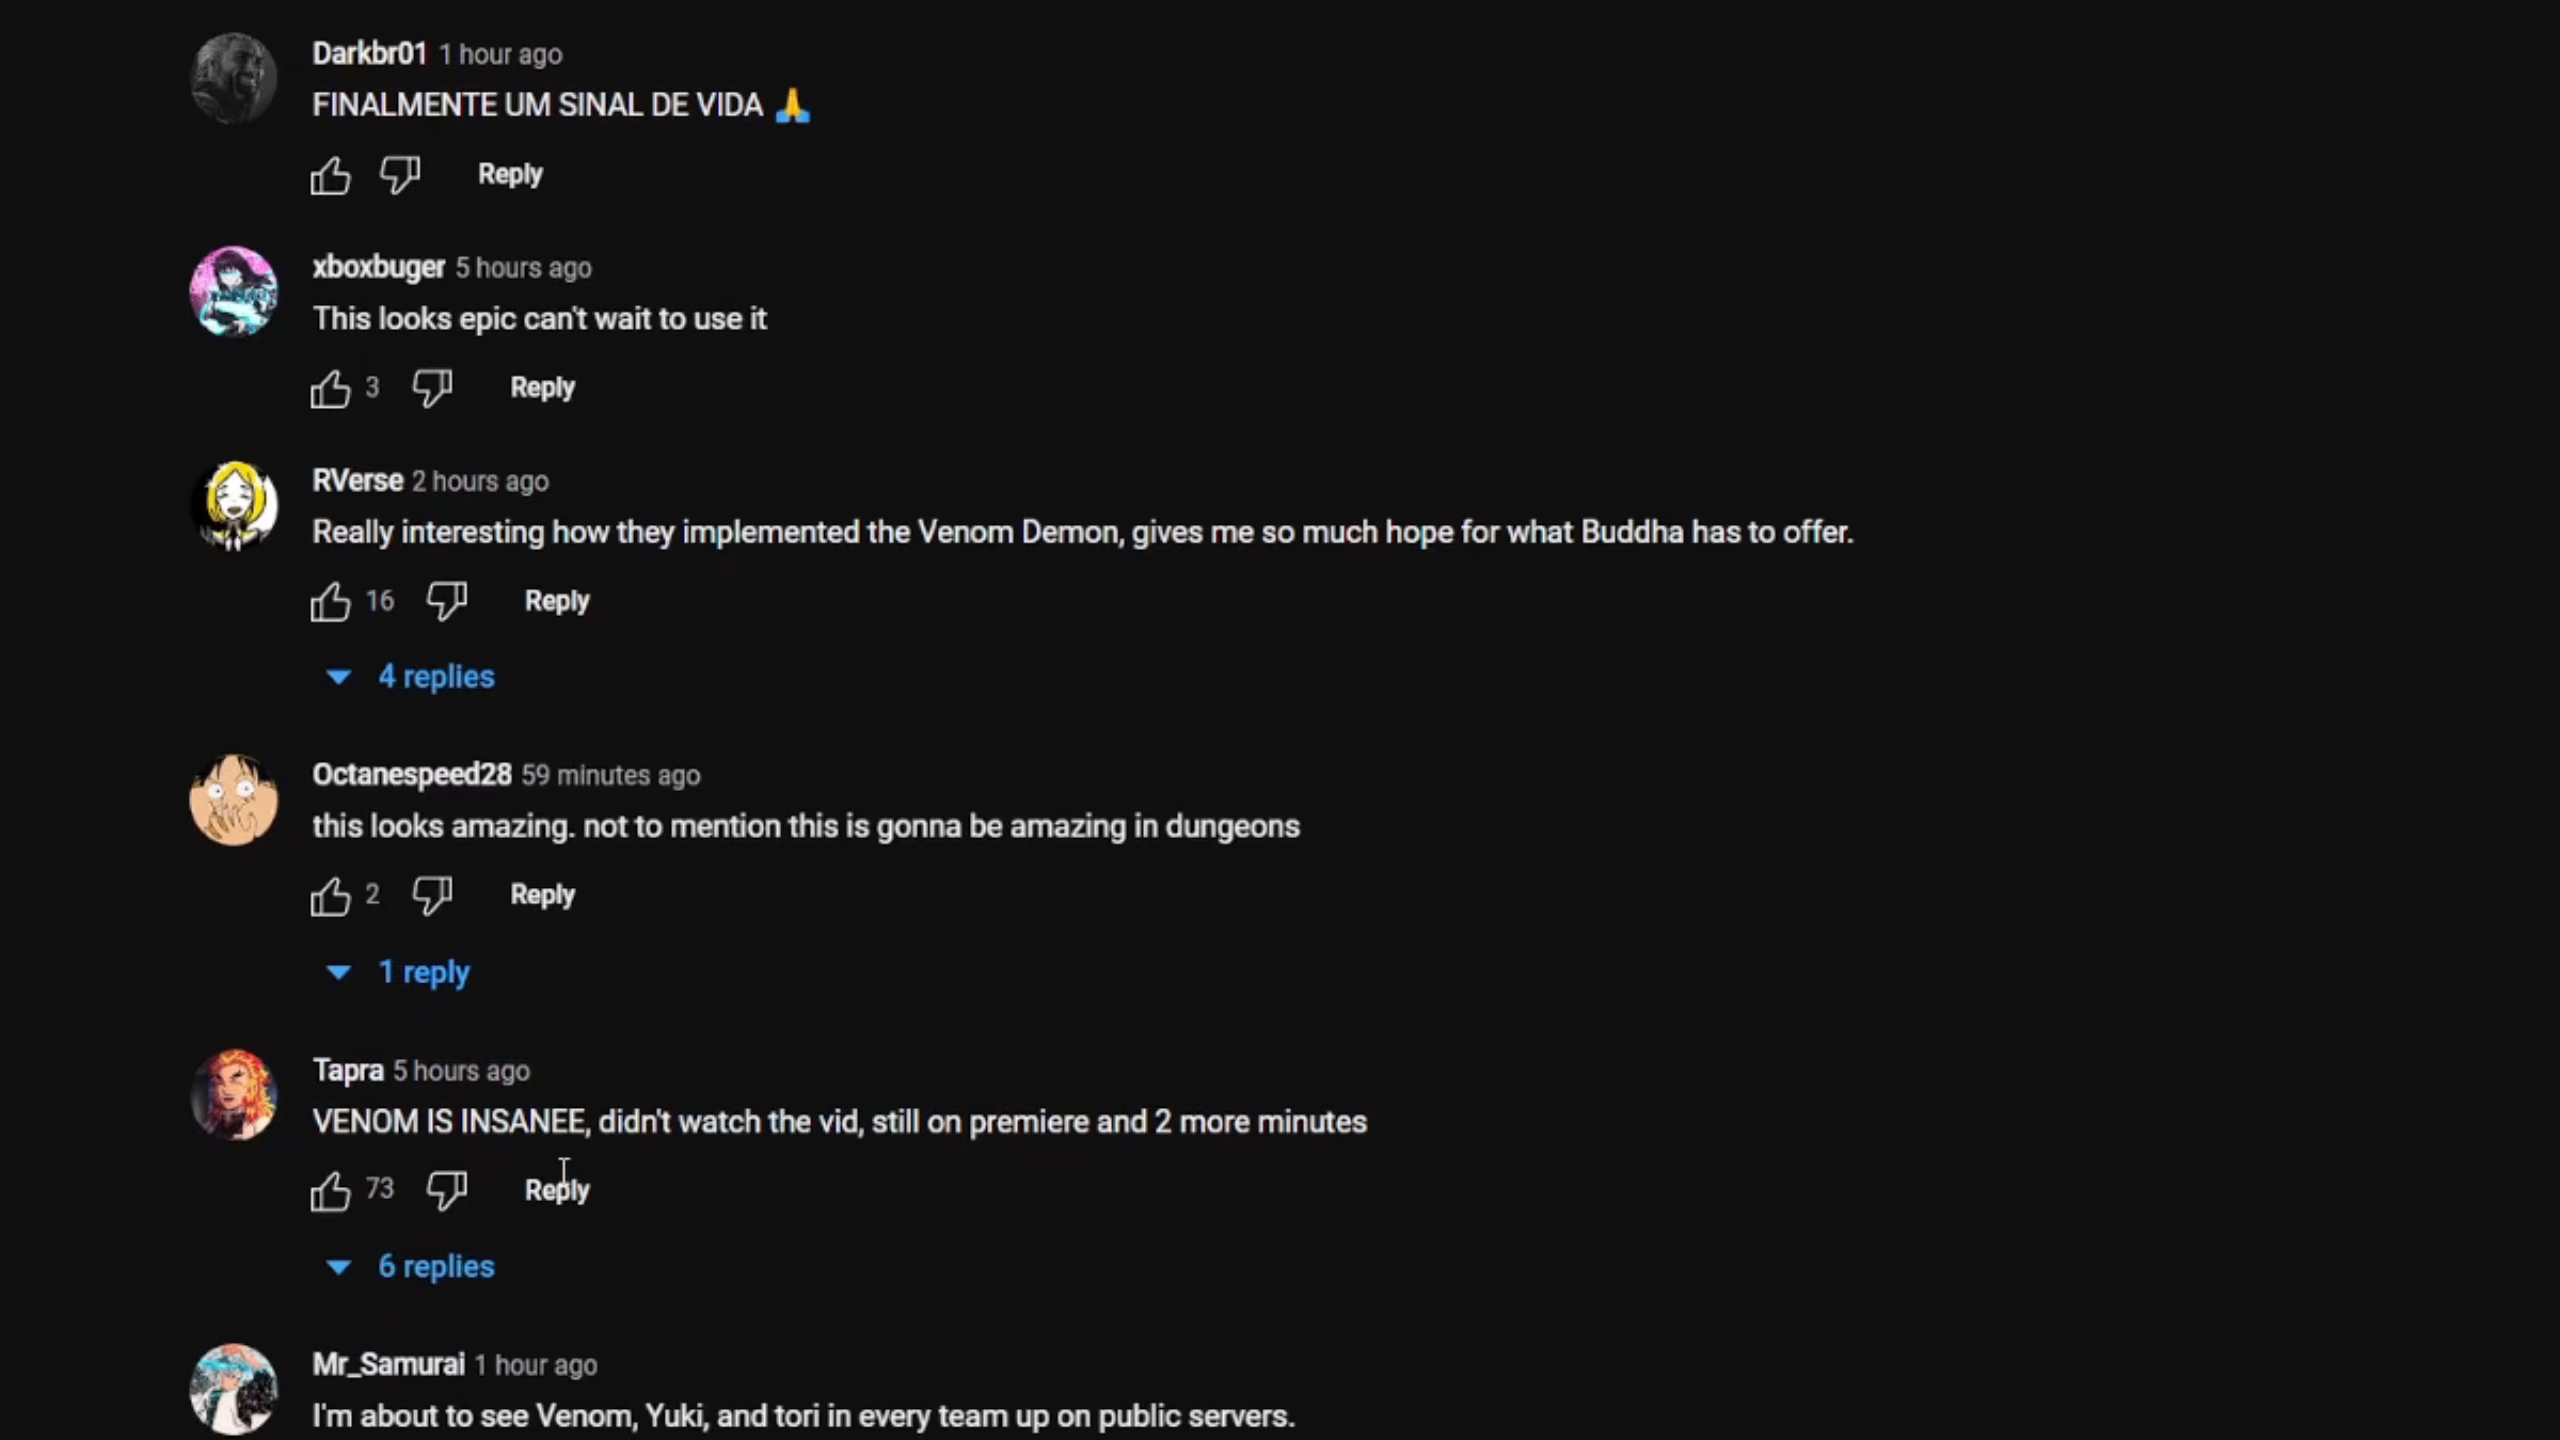 Darkbr01 1 hour ago
FINALMENTE UM SINAL DE VIDA 🙏
Reply
xboxbuger 5 hours ago
This looks epic can't wait to use it
3 Reply
RVerse 2 hours ago
Really interesting how they implemented the Venom Demon, gives me so much hope for what Buddha has to offer.
16 Reply
4 replies
Octanespeed28 59 minutes ago
this looks amazing. not to mention this is gonna be amazing in dungeons
2 Reply
1 reply
Tapra 5 hours ago
VENOM IS INSANEE, didn't watch the vid, still on premiere and 2 more minutes
73 Reply
6 replies
Mr_Samurai 1 hour ago
I'm about to see Venom, Yuki, and tori in every team up on public servers.